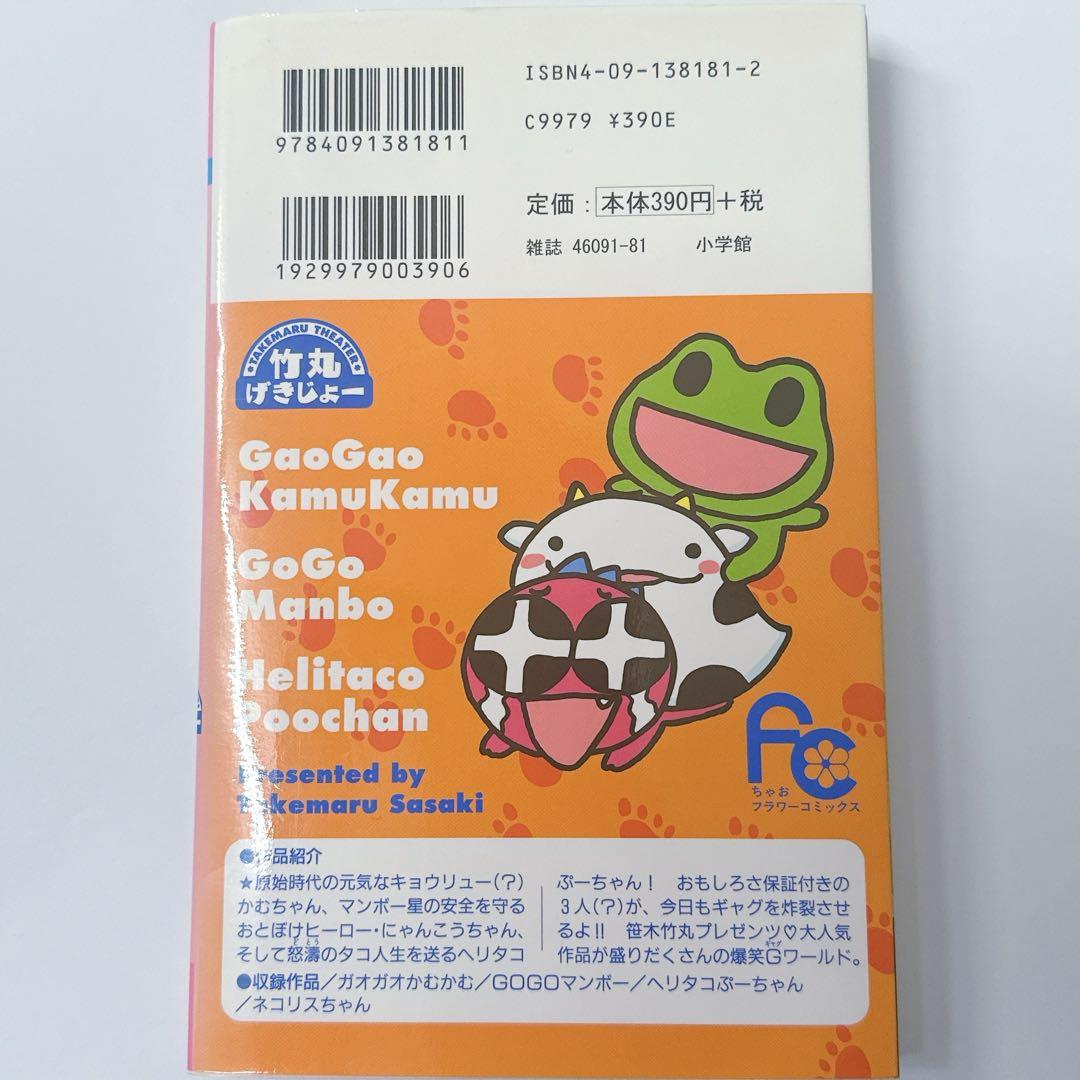 ISBN4-09-138181-2
C9979 ¥390E
9784091381811
定価：本体390円+税
雑誌 46091-81 小学館
1929979003906
TAKEMARU THEATER
竹丸
げきじょー
GaoGao
KamuKamu
GoGo
Manbo
Helitaco
Poochan
Presented by
Takemaru Sasaki
FC
ちゃお
フラワーコミックス
●作品紹介
★原始時代の元気なキョウリュー(?)
かむちゃん、マンボー星の安全を守る
おとぼけヒーロー・にゃんこうちゃん、
そして怒濤のタコ人生を送るヘリタコ
どとう
ぷーちゃん！ おもしろさ保証付きの
3人(?)が、今日もギャグを炸裂させ
るよ!! 笹木竹丸プレゼンツ♡大人気
作品が盛りだくさんの爆笑Gワールド。
ギャグ
●収録作品/ガオガオかむかむ/GOGOマンボー/ヘリタコぷーちゃん
/ネコリスちゃん